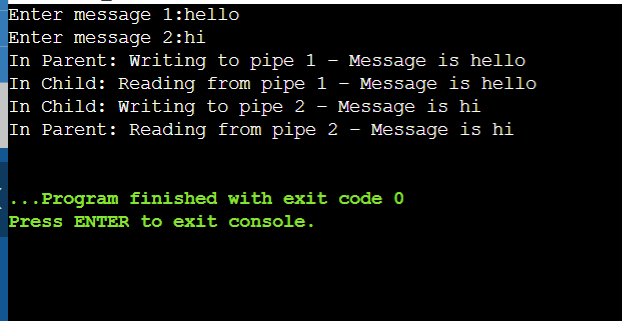 Enter message 1:hello
Enter message 2:hi
In Parent: Writing to pipe 1 – Message is hello
In Child: Reading from pipe 1 – Message is hello
In Child: Writing to pipe 2 – Message is hi
In Parent: Reading from pipe 2 – Message is hi
...Program finished with exit code 0
Press ENTER to exit console.